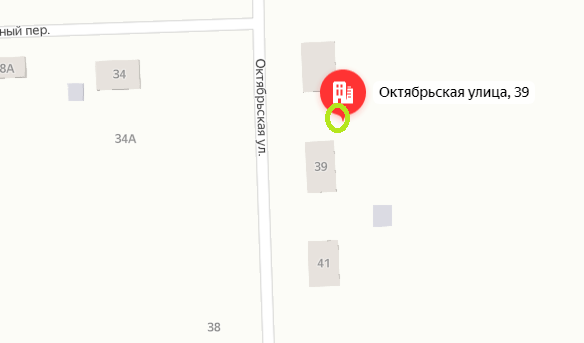 ный пер.
8А
34
Октябрьская улица, 39
Октябрьская ул.
34А
39
41
38